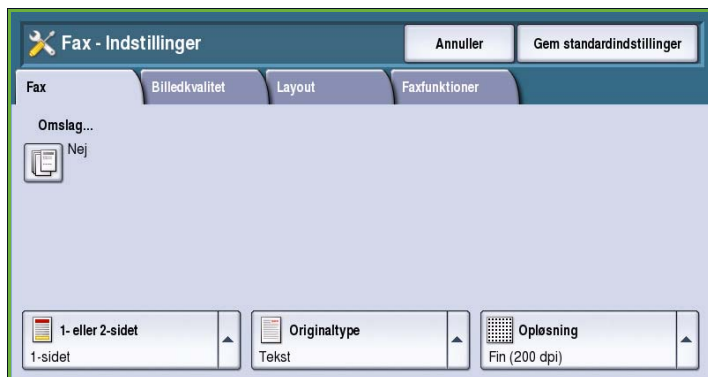 Fax - Indstillinger
Annuller
Gem standardindstillinger
Fax
Billedkvalitet
Layout
Faxfunktioner
Omslag...
Nej
1- eller 2-sidet
1-sidet
Originaltype
Tekst
Opløsning
Fin (200 dpi)